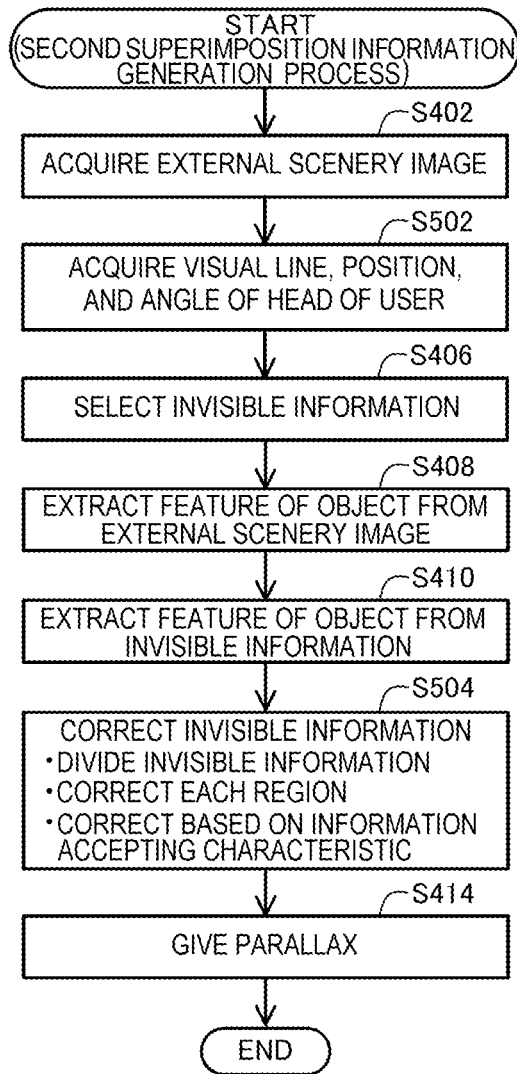 START
(SECOND SUPERIMPOSITION INFORMATION
GENERATION PROCESS)
S402
ACQUIRE EXTERNAL SCENERY IMAGE
S502
ACQUIRE VISUAL LINE, POSITION,
AND ANGLE OF HEAD OF USER
S406
SELECT INVISIBLE INFORMATION
S408
EXTRACT FEATURE OF OBJECT FROM
EXTERNAL SCENERY IMAGE
S410
EXTRACT FEATURE OF OBJECT FROM
INVISIBLE INFORMATION
S504
CORRECT INVISIBLE INFORMATION
・DIVIDE INVISIBLE INFORMATION
・CORRECT EACH REGION
・CORRECT BASED ON INFORMATION
ACCEPTING CHARACTERISTIC
S414
GIVE PARALLAX
END